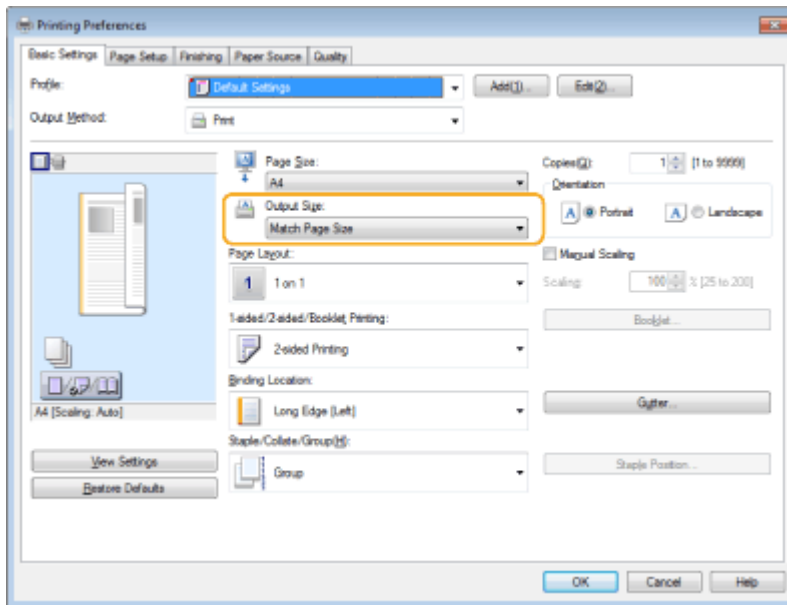 Printing Preferences
Basic Settings Page Setup Finishing Paper Source Quality
Profile: Default Settings Add(1)... Edit(2)...
Output Method: Print
Page Size:
A4
Output Size:
Match Page Size
Copies(Q): 1 [1 to 9999]
Orientation
A Portrait A Landscape
Page Layout:
1 1 on 1
Manual Scaling
Scaling: 100 % [25 to 200]
1-sided/2-sided/Booklet Printing:
2-sided Printing
Booklet...
Binding Location:
Long Edge (Left)
Gutter...
A4 [Scaling: Auto]
Staple/Collate/Group(H):
Group
Staple Position...
View Settings
Restore Defaults
OK Cancel Help